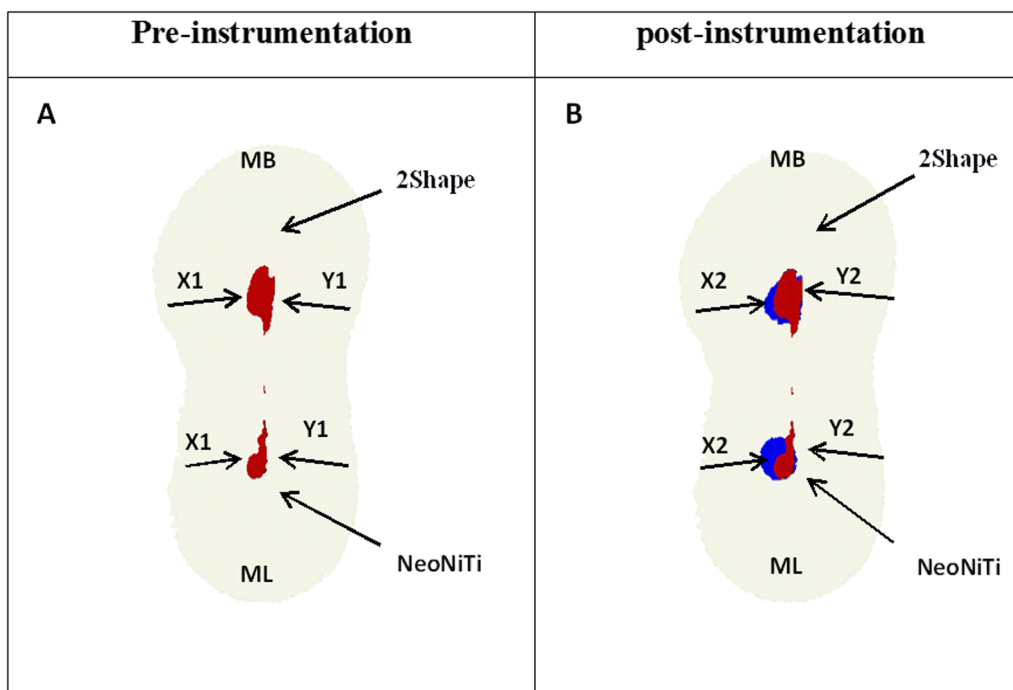 Pre-instrumentation
post-instrumentation
A
MB
2Shape
X1
Y1
X1
Y1
NeoNiTi
ML
B
MB
2Shape
X2
Y2
X2
Y2
NeoNiTi
ML